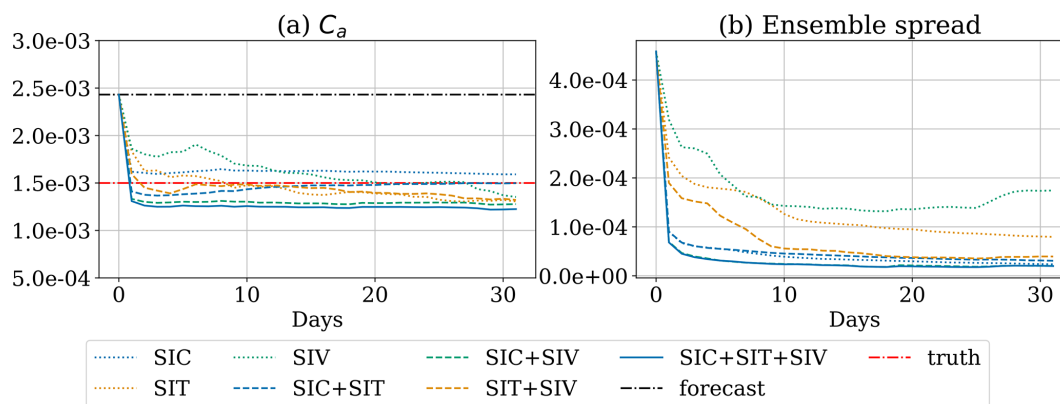 (a) Cₐ
(b) Ensemble spread
3.0e-03
2.5e-03
2.0e-03
1.5e-03
1.0e-03
5.0e-04
0 10 20 30
Days
4.0e-04
3.0e-04
2.0e-04
1.0e-04
0.0e+00
0 10 20 30
Days
SIC SIV SIC+SIV SIC+SIT+SIV truth
SIT SIC+SIT SIT+SIV forecast